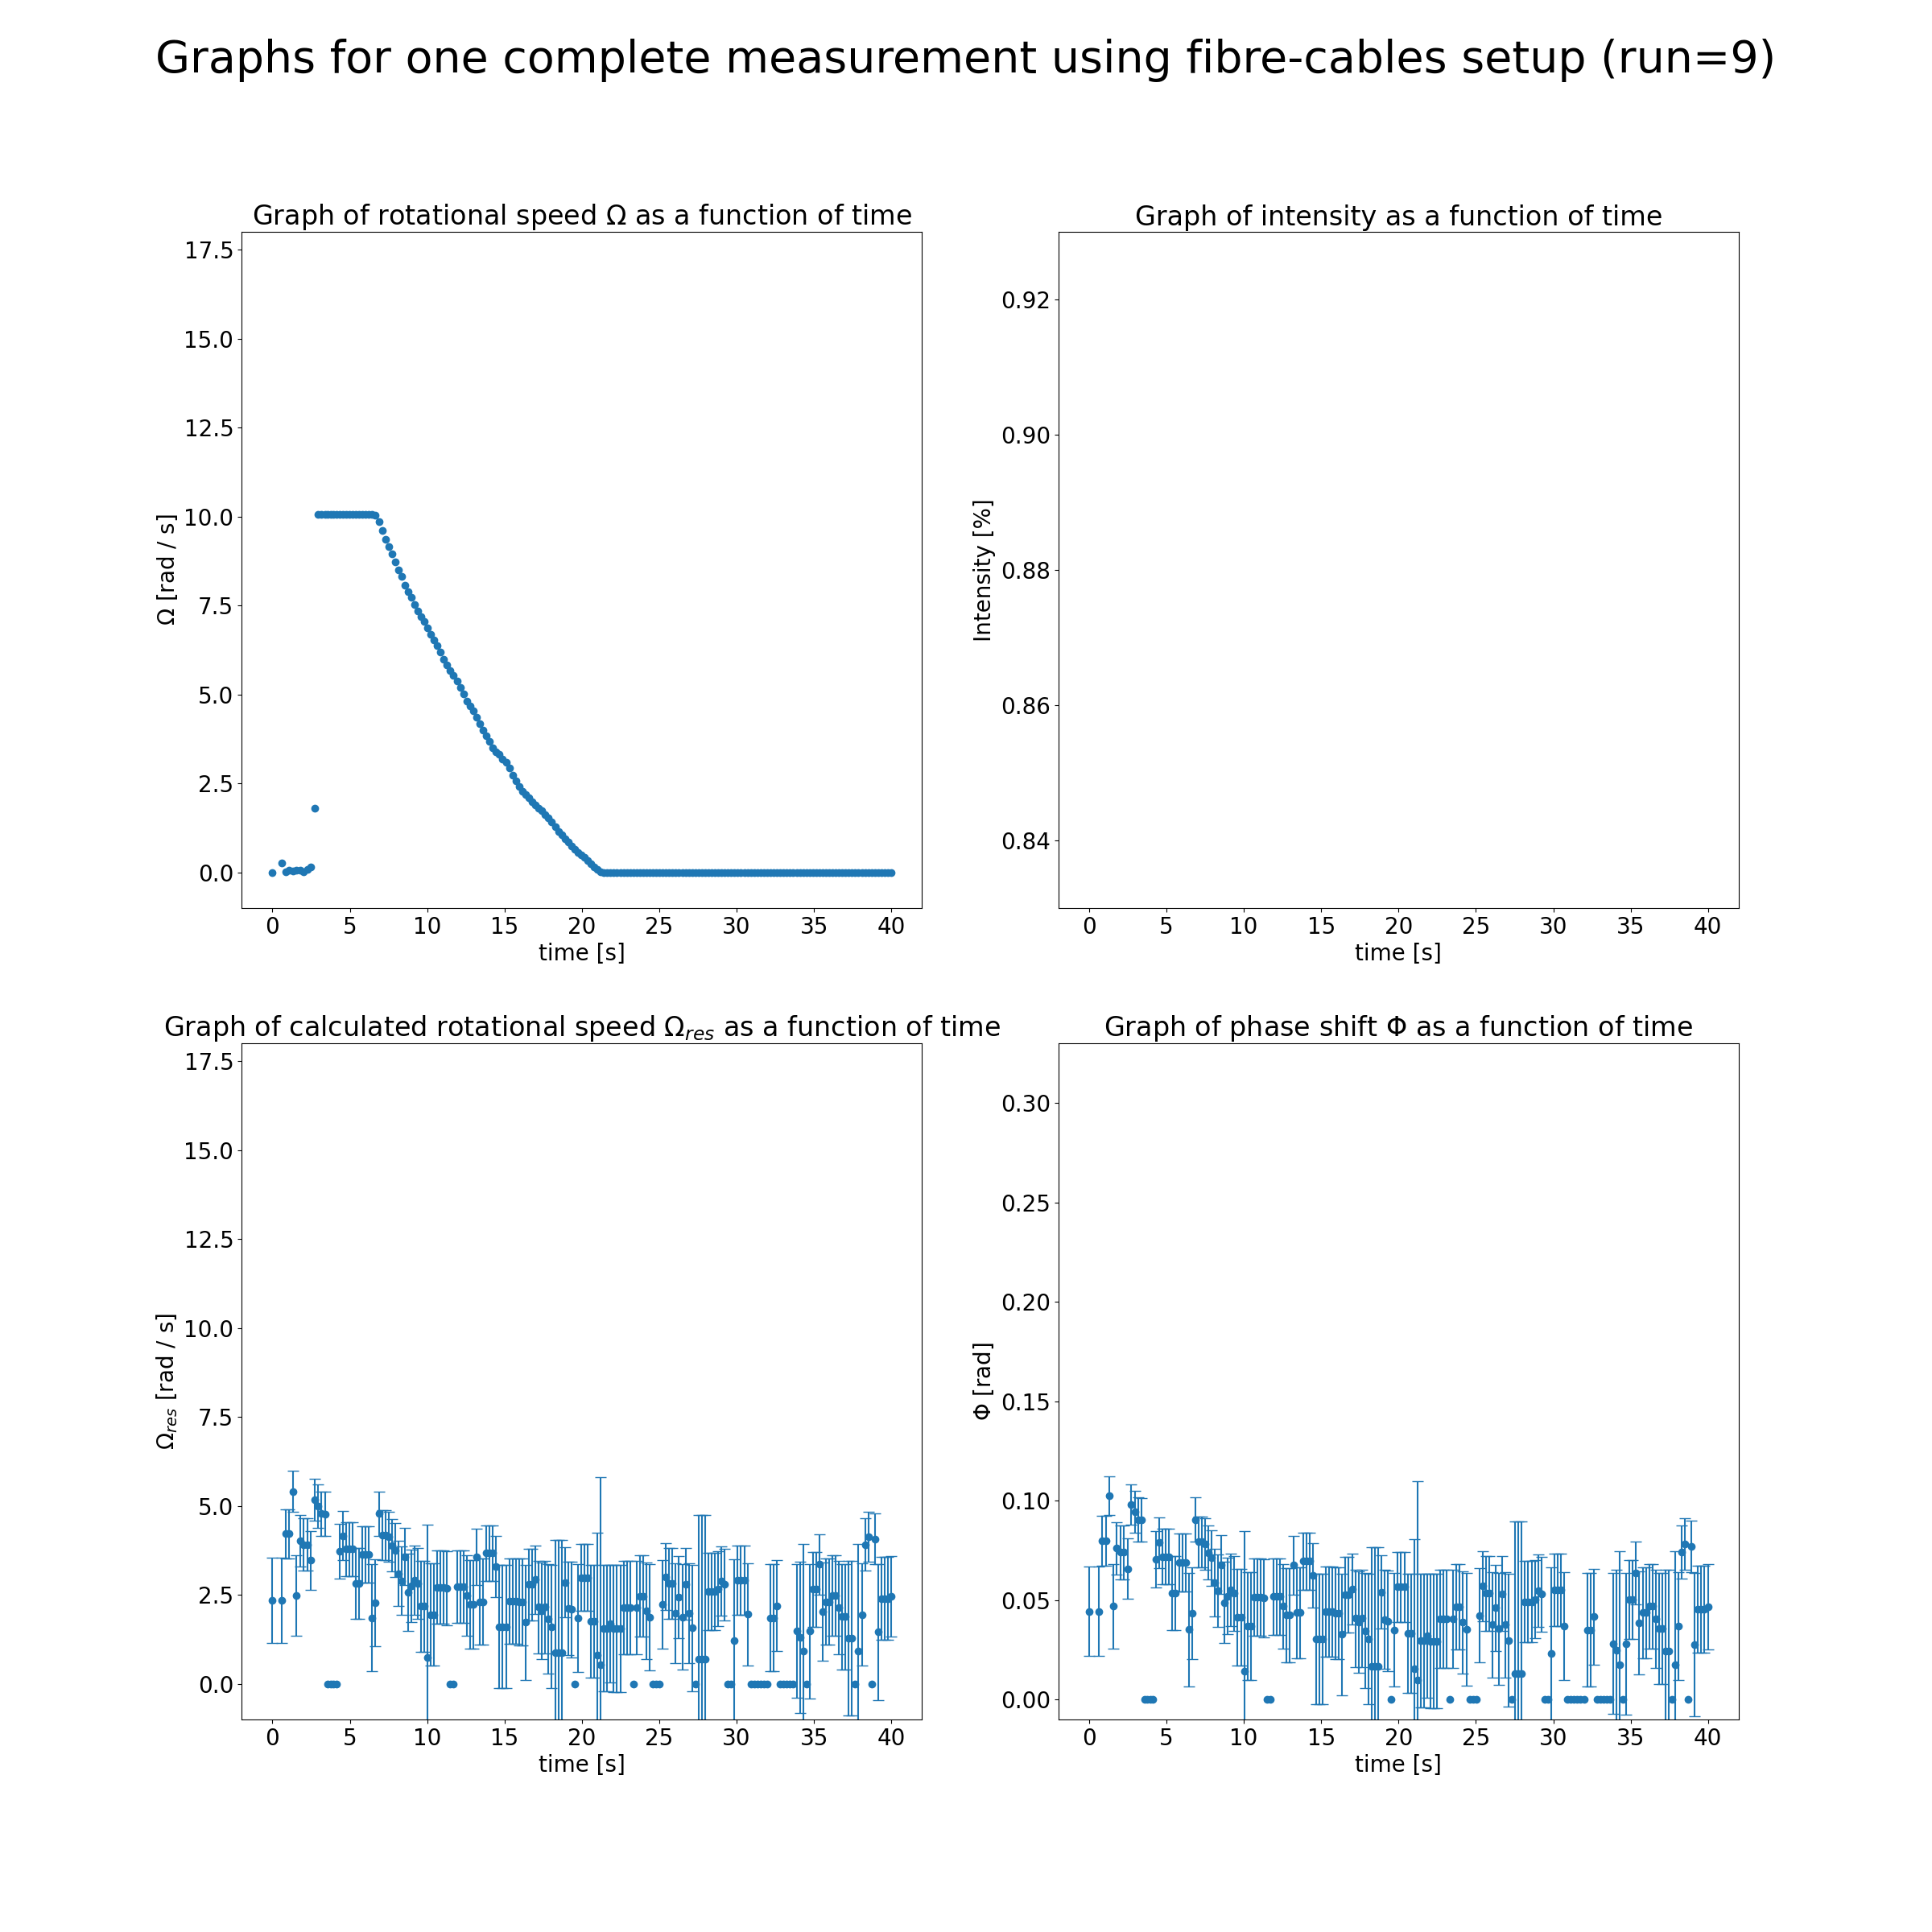 Graphs for one complete measurement using fibre-cables setup (run=9)
Graph of rotational speed Ω as a function of time
17.5
15.0
12.5
10.0
7.5
5.0
2.5
0.0
Ω [rad / s]
0 5 10 15 20 25 30 35 40
time [s]
Graph of intensity as a function of time
0.92
0.90
0.88
0.86
0.84
Intensity [%]
0 5 10 15 20 25 30 35 40
time [s]
Graph of calculated rotational speed Ωres as a function of time
17.5
15.0
12.5
10.0
7.5
5.0
2.5
0.0
Ωres [rad / s]
0 5 10 15 20 25 30 35 40
time [s]
Graph of phase shift Φ as a function of time
0.30
0.25
0.20
0.15
0.10
0.05
0.00
Φ [rad]
0 5 10 15 20 25 30 35 40
time [s]